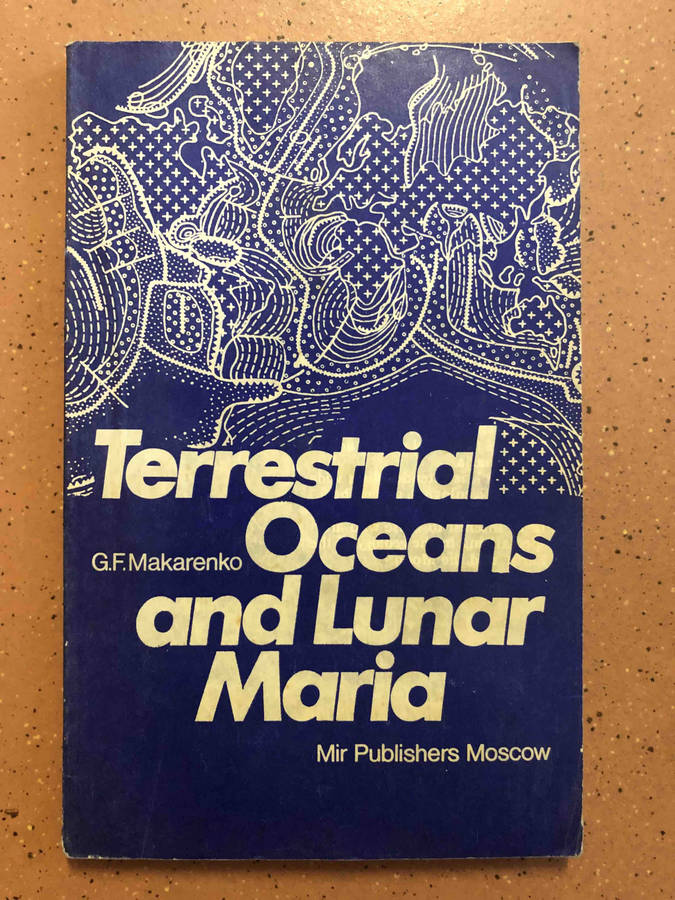 Terrestrial
Oceans
G.F.Makarenko
and Lunar
Maria
Mir Publishers Moscow